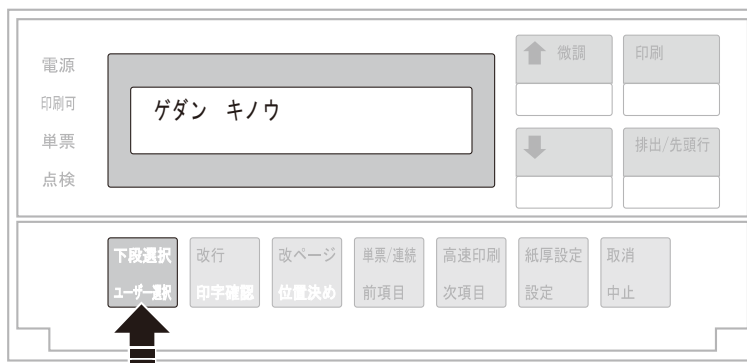 電源
印刷可
単票
点検
ゲダン キノウ
微調
印刷
排出/先頭行
下段選択
ユーザー選択
改行
印字確認
改ページ
位置決め
単票/連続
前項目
高速印刷
次項目
紙厚設定
設定
取消
中止